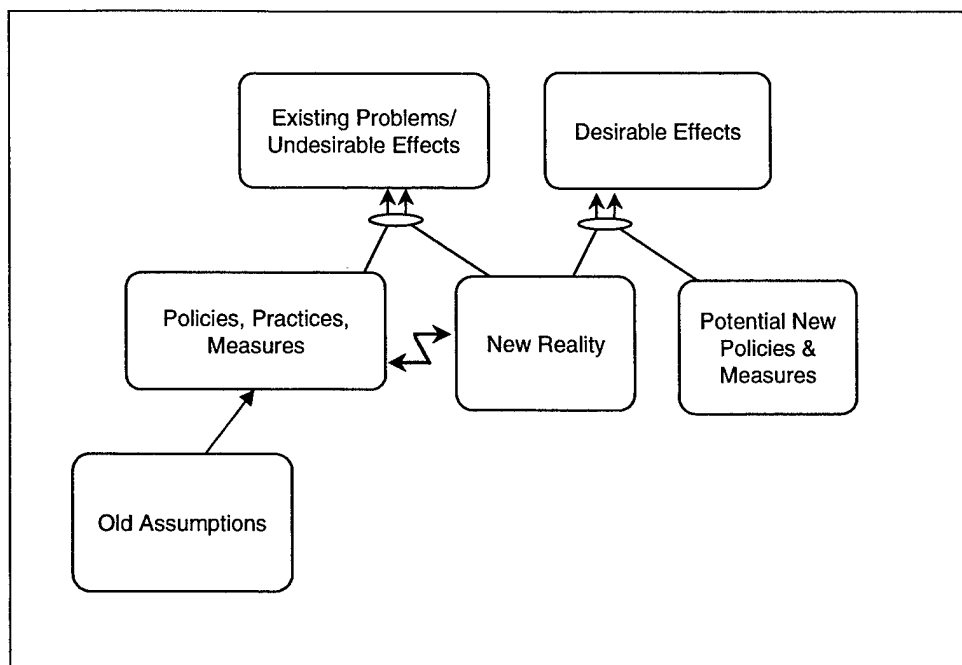 Existing Problems/
Undesirable Effects
Desirable Effects
Policies, Practices,
Measures
New Reality
Potential New
Policies &
Measures
Old Assumptions